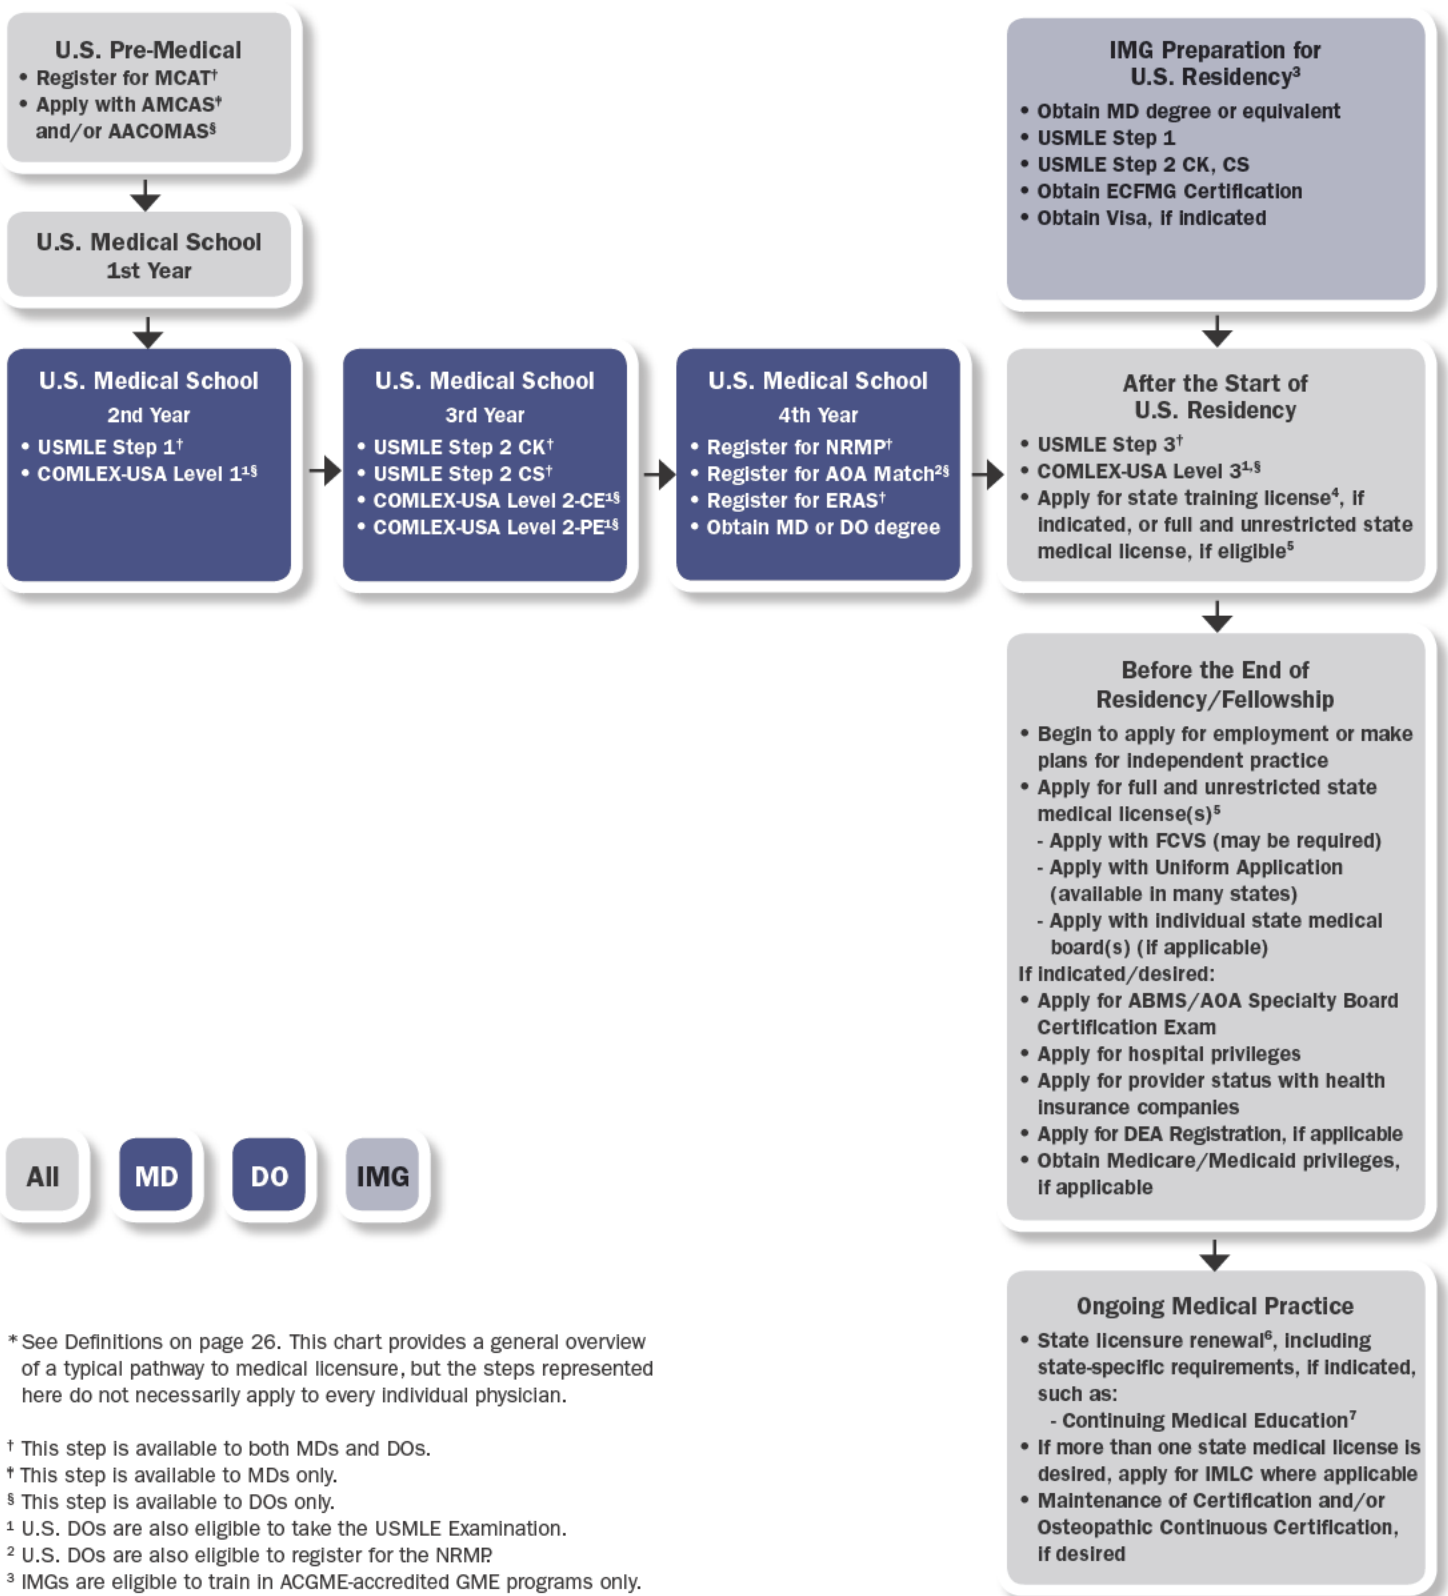 U.S. Pre-Medical
• Register for MCAT†
• Apply with AMCAS‡
and/or AACOMAS§
U.S. Medical School
1st Year
U.S. Medical School
2nd Year
• USMLE Step 1†
• COMLEX-USA Level 1¹§
U.S. Medical School
3rd Year
• USMLE Step 2 CK†
• USMLE Step 2 CS†
• COMLEX-USA Level 2-CE¹§
• COMLEX-USA Level 2-PE¹§
U.S. Medical School
4th Year
• Register for NRMP†
• Register for AOA Match²§
• Register for ERAS†
• Obtain MD or DO degree
IMG Preparation for
U.S. Residency³
• Obtain MD degree or equivalent
• USMLE Step 1
• USMLE Step 2 CK, CS
• Obtain ECFMG Certification
• Obtain Visa, if indicated
After the Start of
U.S. Residency
• USMLE Step 3†
• COMLEX-USA Level 3¹,§
• Apply for state training license⁴, if
indicated, or full and unrestricted state
medical license, if eligible⁵
Before the End of
Residency/Fellowship
• Begin to apply for employment or make
plans for independent practice
• Apply for full and unrestricted state
medical license(s)⁵
- Apply with FCVS (may be required)
- Apply with Uniform Application
(available in many states)
- Apply with individual state medical
board(s) (if applicable)
If indicated/desired:
• Apply for ABMS/AOA Specialty Board
Certification Exam
• Apply for hospital privileges
• Apply for provider status with health
insurance companies
• Apply for DEA Registration, if applicable
• Obtain Medicare/Medicaid privileges,
if applicable
Ongoing Medical Practice
• State licensure renewal⁶, including
state-specific requirements, if indicated,
such as:
- Continuing Medical Education⁷
• If more than one state medical license is
desired, apply for IMLC where applicable
• Maintenance of Certification and/or
Osteopathic Continuous Certification,
if desired
All
MD
DO
IMG
* See Definitions on page 26. This chart provides a general overview
of a typical pathway to medical licensure, but the steps represented
here do not necessarily apply to every individual physician.
† This step is available to both MDs and DOs.
‡ This step is available to MDs only.
§ This step is available to DOs only.
¹ U.S. DOs are also eligible to take the USMLE Examination.
² U.S. DOs are also eligible to register for the NRMP.
³ IMGs are eligible to train in ACGME-accredited GME programs only.